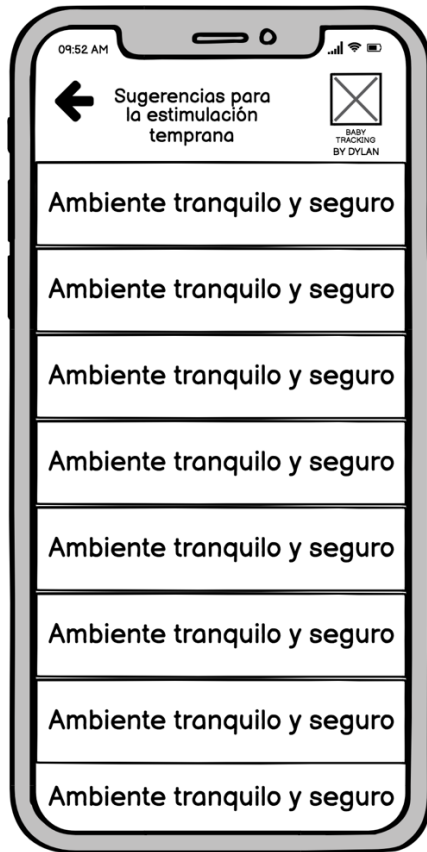 09:52 AM
Sugerencias para
la estimulación
temprana
BABY
TRACKING
BY DYLAN
Ambiente tranquilo y seguro
Ambiente tranquilo y seguro
Ambiente tranquilo y seguro
Ambiente tranquilo y seguro
Ambiente tranquilo y seguro
Ambiente tranquilo y seguro
Ambiente tranquilo y seguro
Ambiente tranquilo y seguro